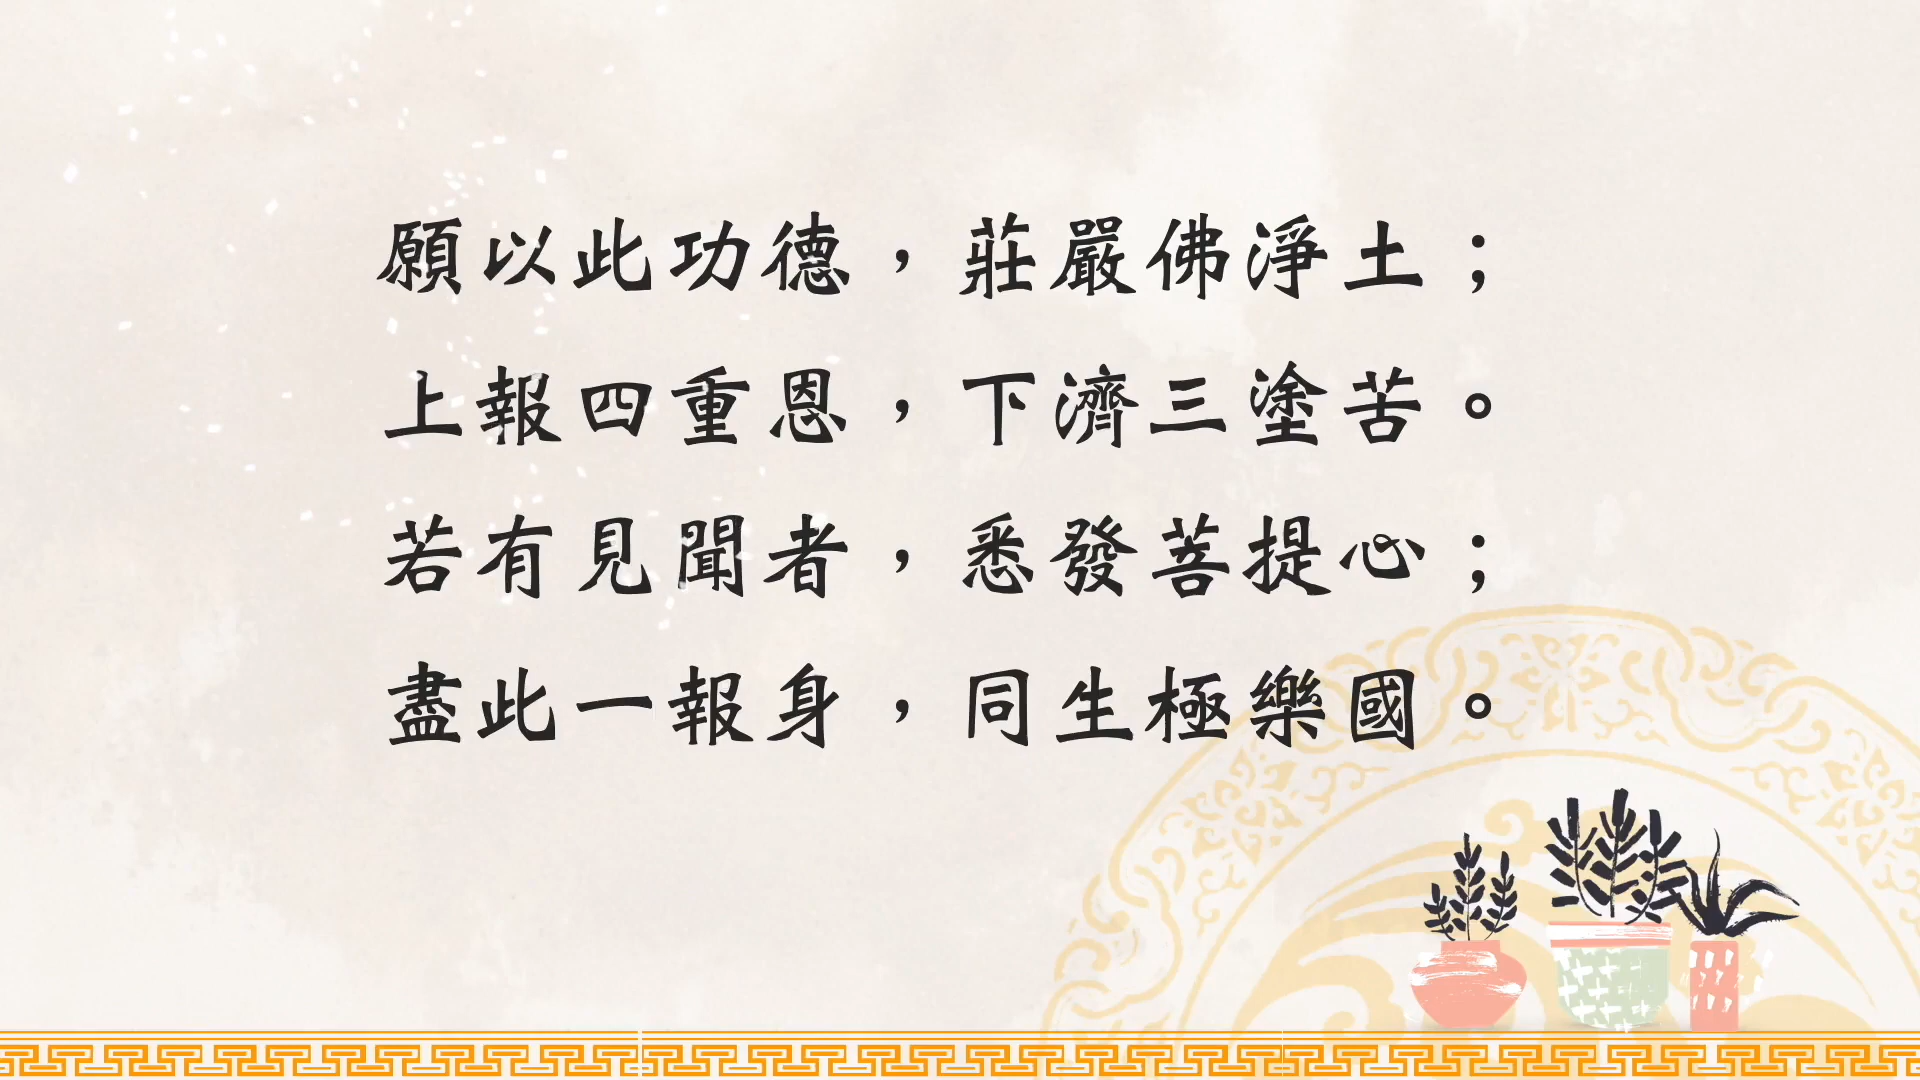 願以此功德，莊嚴佛淨土；
上報四重恩，下濟三塗苦。
若有見聞者，悉發菩提心；
盡此一報身，同生極樂國。